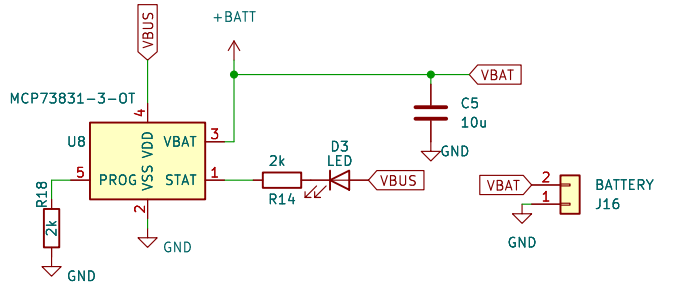 +BATT
VBUS
VBAT
MCP73831-3-OT
4
C5
10u
U8
VDD
VBAT
3
GND
D3
LED
2k
5
PROG
VSS
STAT
1
VBUS
R14
R18
2k
2
GND
GND
VBAT
2
1
BATTERY
J16
GND